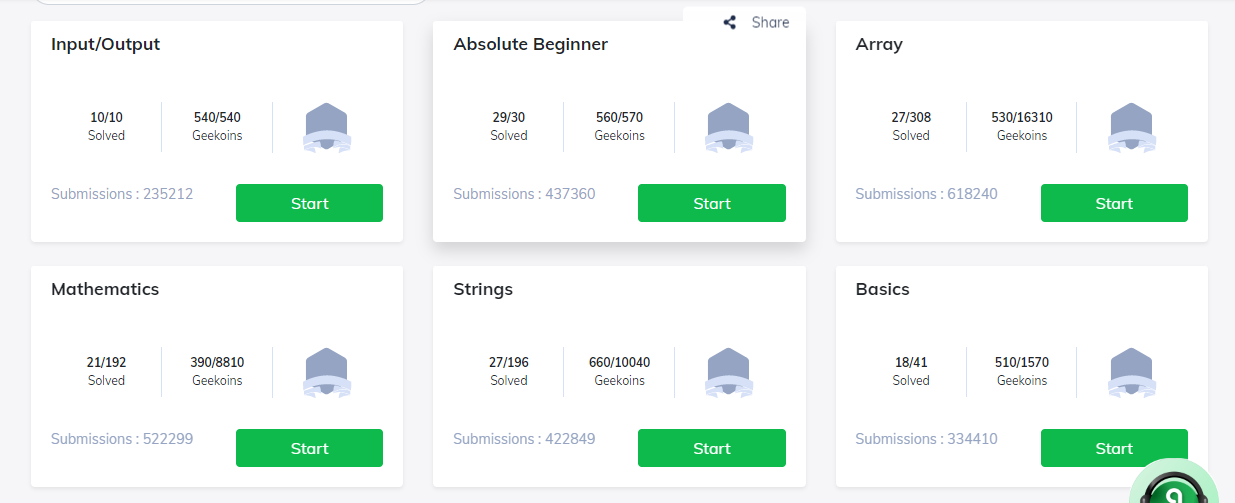 Share
Input/Output
Absolute Beginner
Array
10/10
Solved
540/540
Geekoins
29/30
Solved
560/570
Geekoins
27/308
Solved
530/16310
Geekoins
Submissions : 235212
Start
Submissions : 437360
Start
Submissions : 618240
Start
Mathematics
Strings
Basics
21/192
Solved
390/8810
Geekoins
27/196
Solved
660/10040
Geekoins
18/41
Solved
510/1570
Geekoins
Submissions : 522299
Start
Submissions : 422849
Start
Submissions : 334410
Start